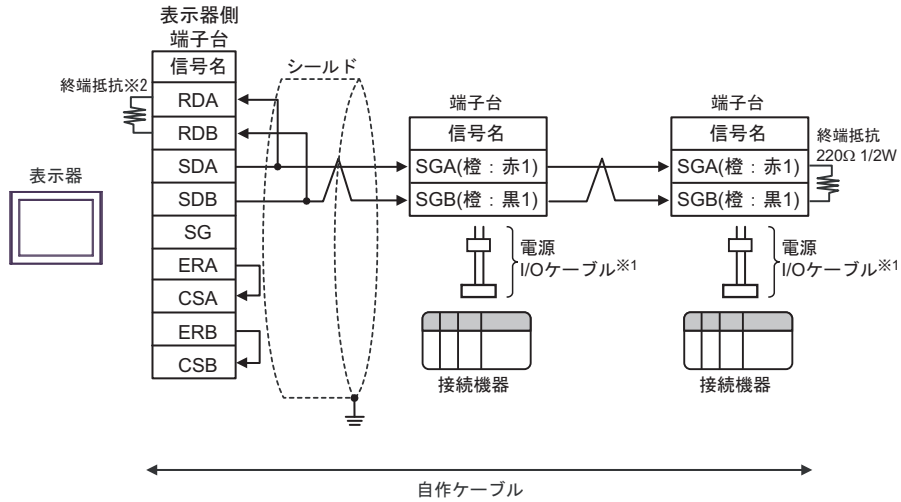 表示器側
端子台
信号名
RDA
RDB
SDA
SDB
SG
ERA
CSA
ERB
CSB
終端抵抗※2
シールド
表示器
端子台
信号名
SGA(橙：赤1)
SGB(橙：黒1)
電源
I/Oケーブル※1
接続機器
端子台
信号名
SGA(橙：赤1)
SGB(橙：黒1)
終端抵抗
220Ω 1/2W
電源
I/Oケーブル※1
接続機器
自作ケーブル